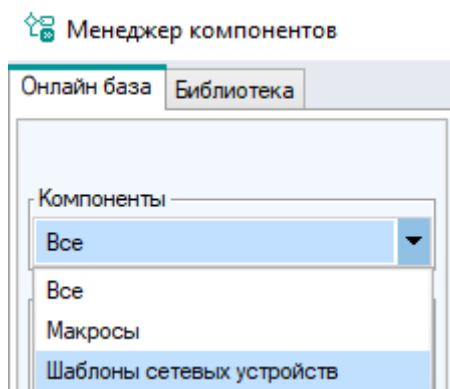 Менеджер компонентов
Онлайн база Библиотека
Компоненты
Все
Все
Макросы
Шаблоны сетевых устройств